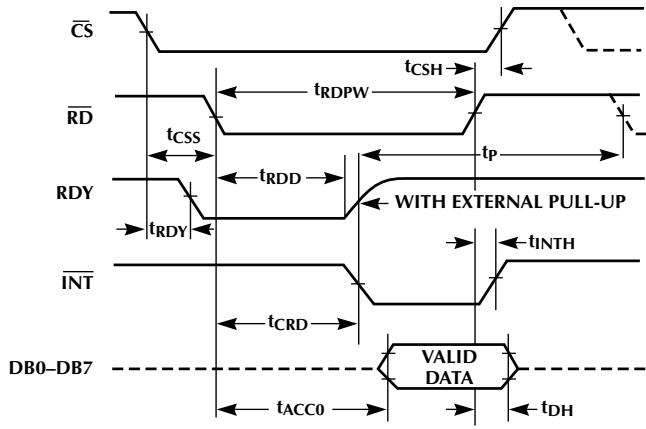 CS
tCSH
tRDPW
RD
tCSS
tP
tRDD
RDY
WITH EXTERNAL PULL-UP
tRDY
tINTH
INT
tCRD
DB0–DB7
VALID
DATA
tACC0
tDH